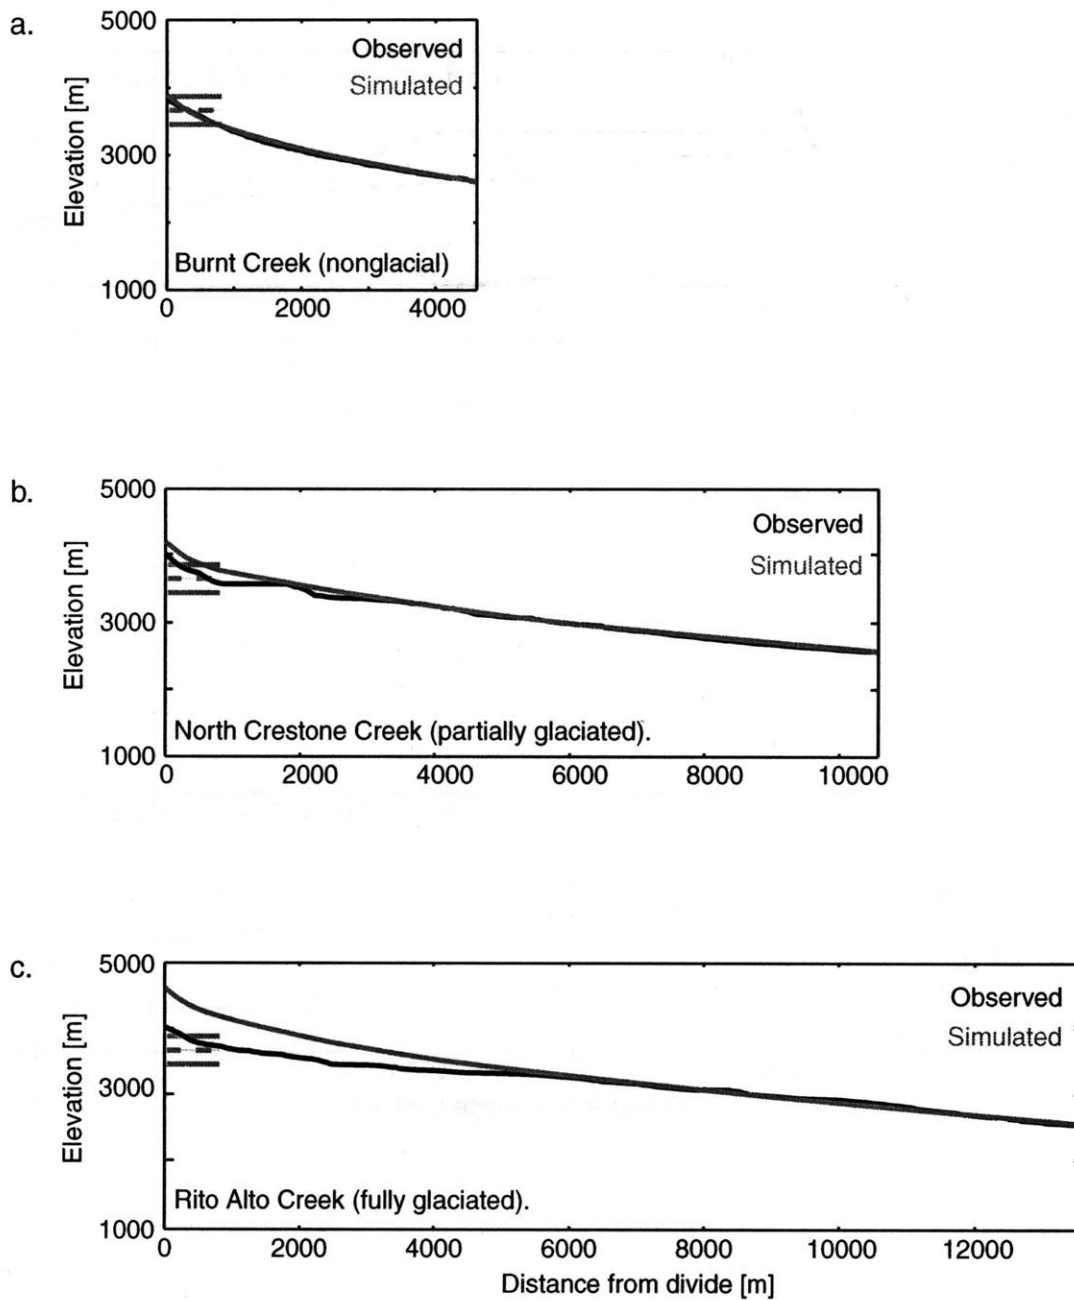 a.
5000
Observed
Simulated
Elevation [m]
3000
Burnt Creek (nonglacial)
1000
0 2000 4000
b.
5000
Observed
Simulated
Elevation [m]
3000
North Crestone Creek (partially glaciated).
1000
0 2000 4000 6000 8000 10000
c.
5000
Observed
Simulated
Elevation [m]
3000
Rito Alto Creek (fully glaciated).
1000
0 2000 4000 6000 8000 10000 12000
Distance from divide [m]